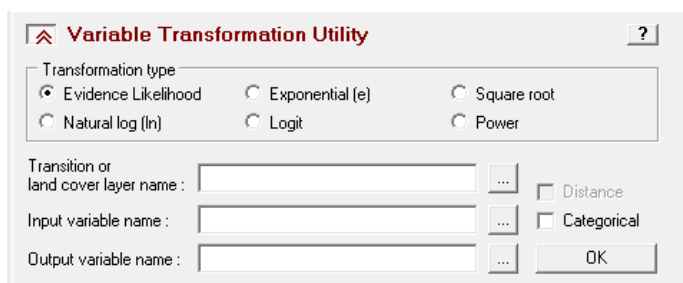 Variable Transformation Utility ?
Transformation type
Evidence Likelihood Exponential (e) Square root
Natural log (ln) Logit Power
Transition or
land cover layer name : ... Distance
Input variable name : ... Categorical
Output variable name : ... OK